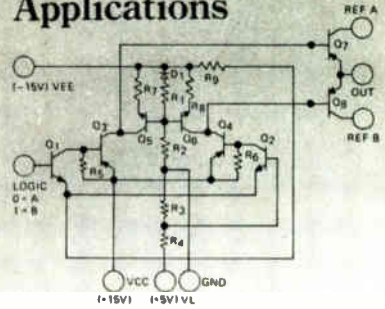 Applications
REF A
Q7
R7
D1
R9
(-15V) VEE
R1
R8
OUT
Q8
Q3
Q5
Q6
Q4
Q2
Q1
R2
R5
R6
REF B
LOGIC
0 = A
1 = B
R3
R4
VCC
GND
(+15V)
(+5V) VL